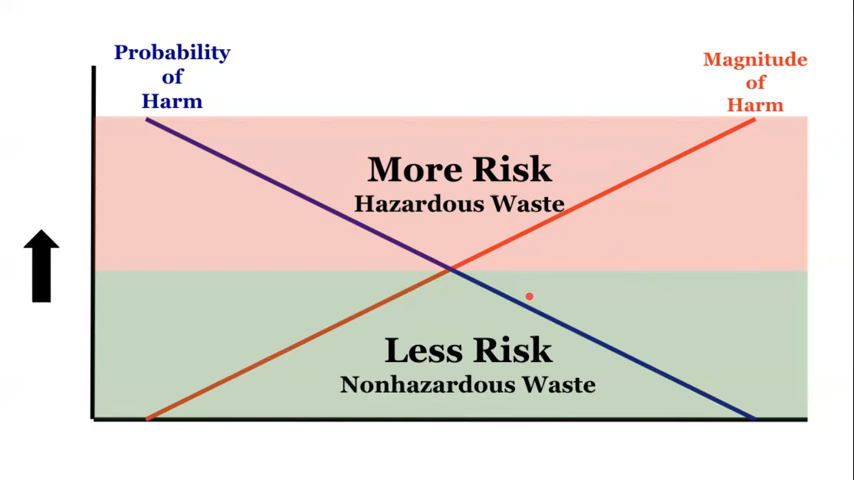 Probability
of
Harm
Magnitude
of
Harm
More Risk
Hazardous Waste
Less Risk
Nonhazardous Waste